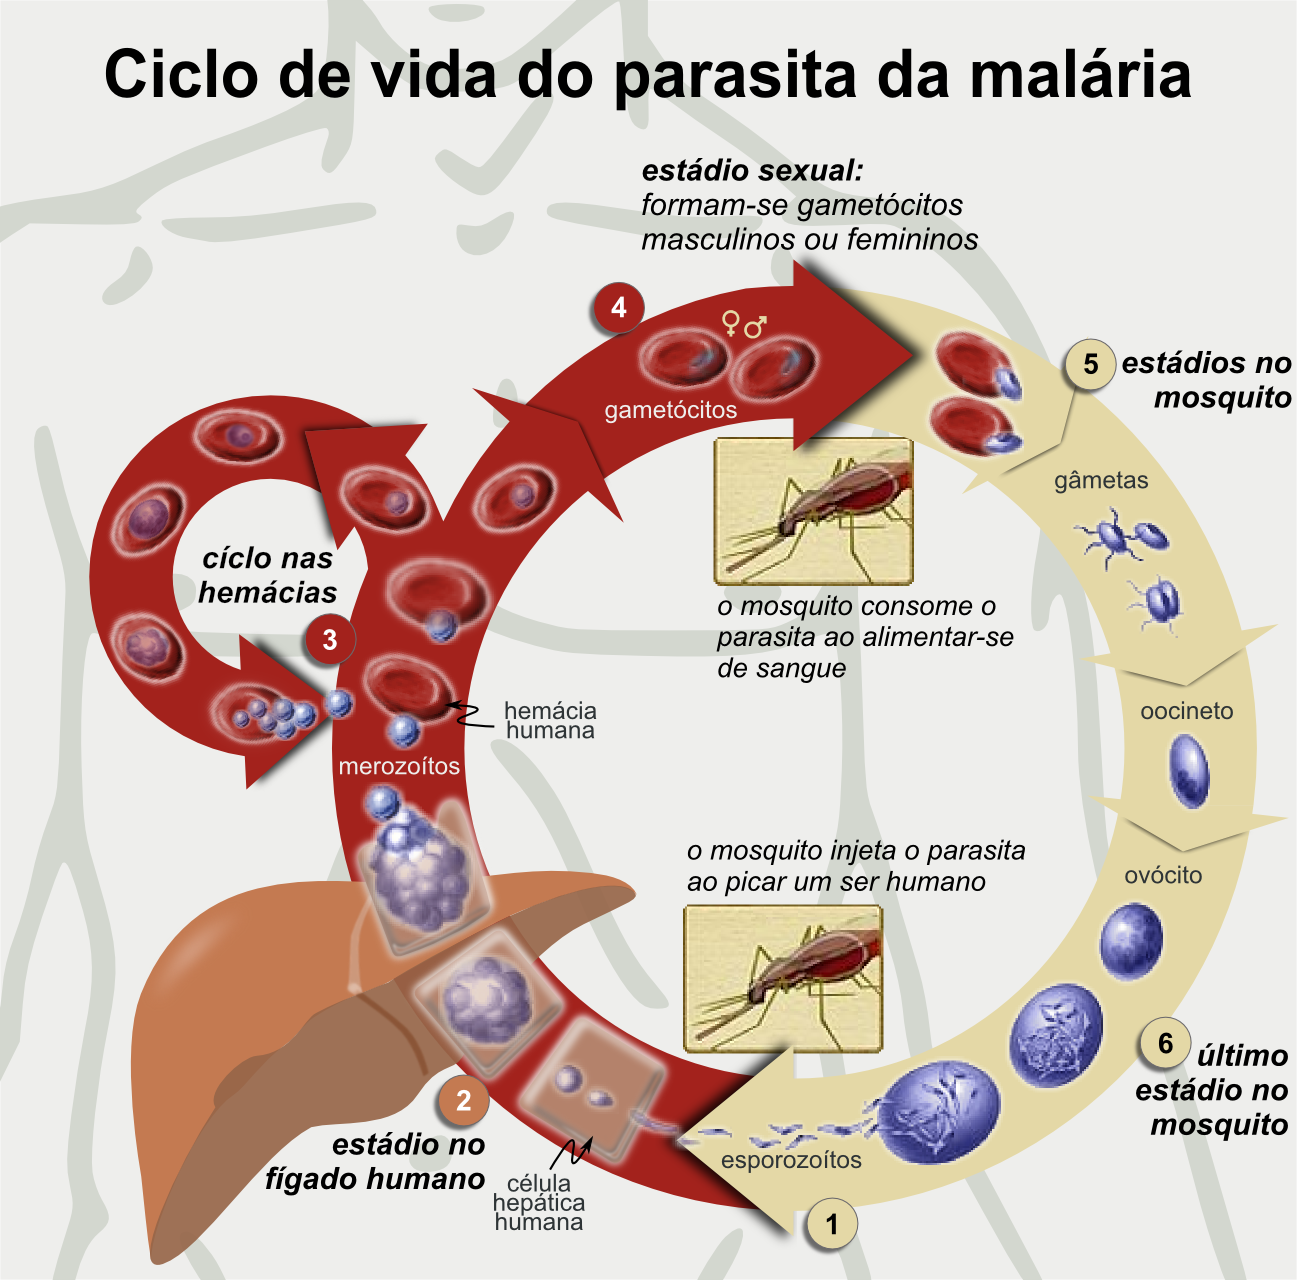 Ciclo de vida do parasita da malária
estádio sexual:
formam-se gametócitos
masculinos ou femininos
4
♀♂
gametócitos
5
estádios no
mosquito
gâmetas
o mosquito consome o
parasita ao alimentar-se
de sangue
cíclo nas
hemácias
3
hemácia
humana
merozoítos
oocineto
ovócito
o mosquito injeta o parasita
ao picar um ser humano
6
último
estádio no
mosquito
2
estádio no
fígado humano
célula
hepática
humana
esporozoítos
1